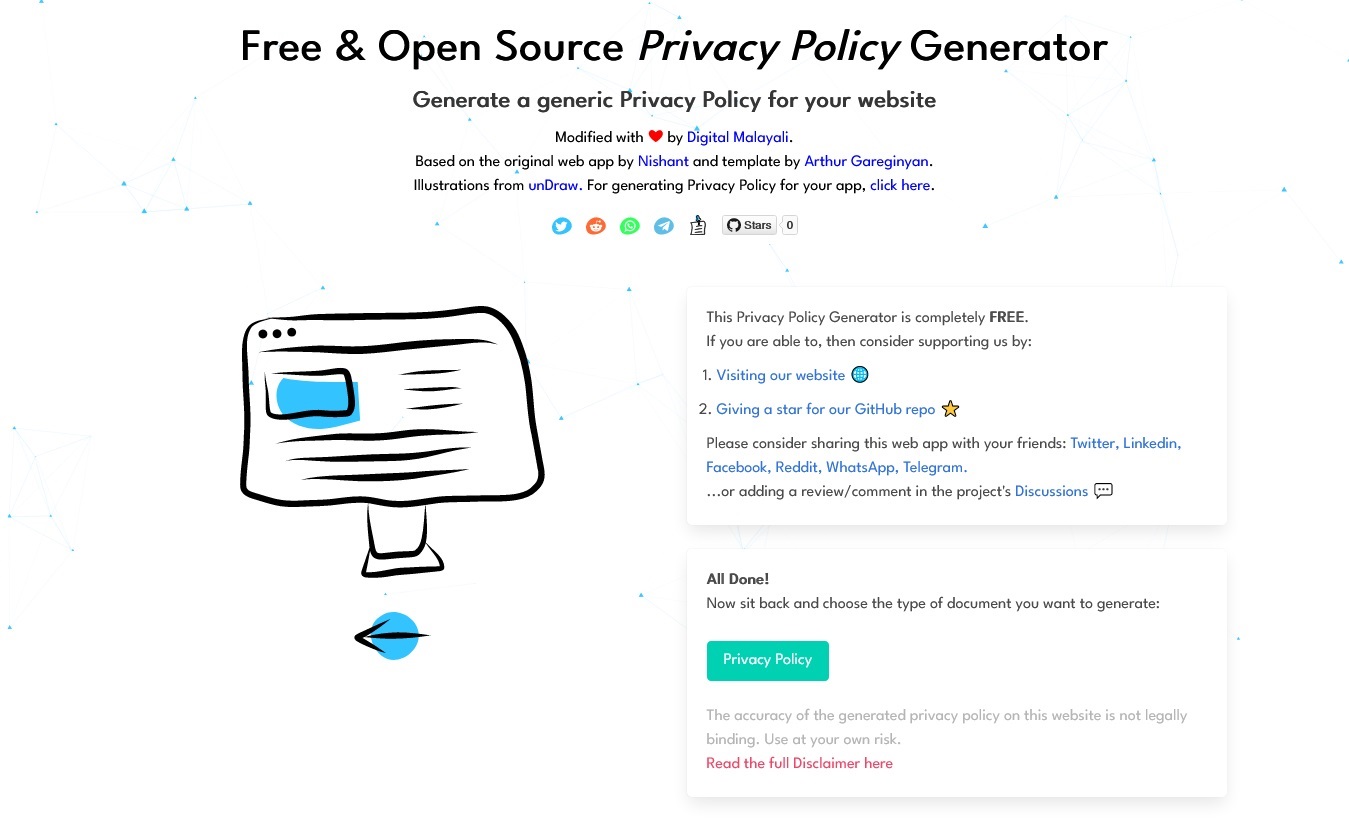 Free & Open Source Privacy Policy Generator
Generate a generic Privacy Policy for your website
Modified with ❤ by Digital Malayali.
Based on the original web app by Nishant and template by Arthur Gareginyan.
Illustrations from unDraw. For generating Privacy Policy for your app, click here.
Stars 0
This Privacy Policy Generator is completely FREE.
If you are able to, then consider supporting us by:
1. Visiting our website 🌐
2. Giving a star for our GitHub repo ⭐
Please consider sharing this web app with your friends: Twitter, Linkedin,
Facebook, Reddit, WhatsApp, Telegram.
...or adding a review/comment in the project's Discussions 💬
All Done!
Now sit back and choose the type of document you want to generate:
Privacy Policy
The accuracy of the generated privacy policy on this website is not legally
binding. Use at your own risk.
Read the full Disclaimer here